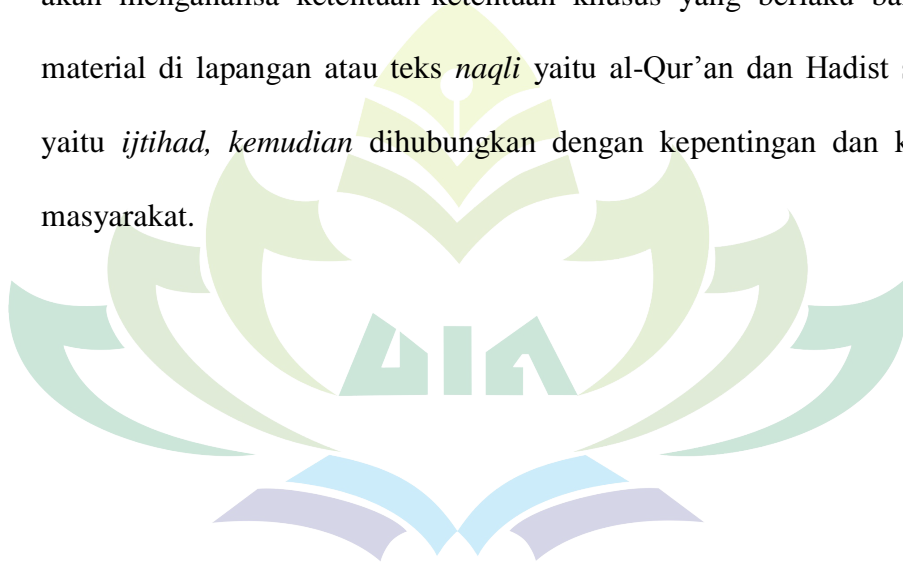 akan menganalisa ketentuan-ketentuan khusus yang berlaku
material di lapangan atau teks naqli yaitu al-Qur’an dan Hadist
yaitu ijtihad, kemudian dihubungkan dengan kepentingan dan
masyarakat.
UIN